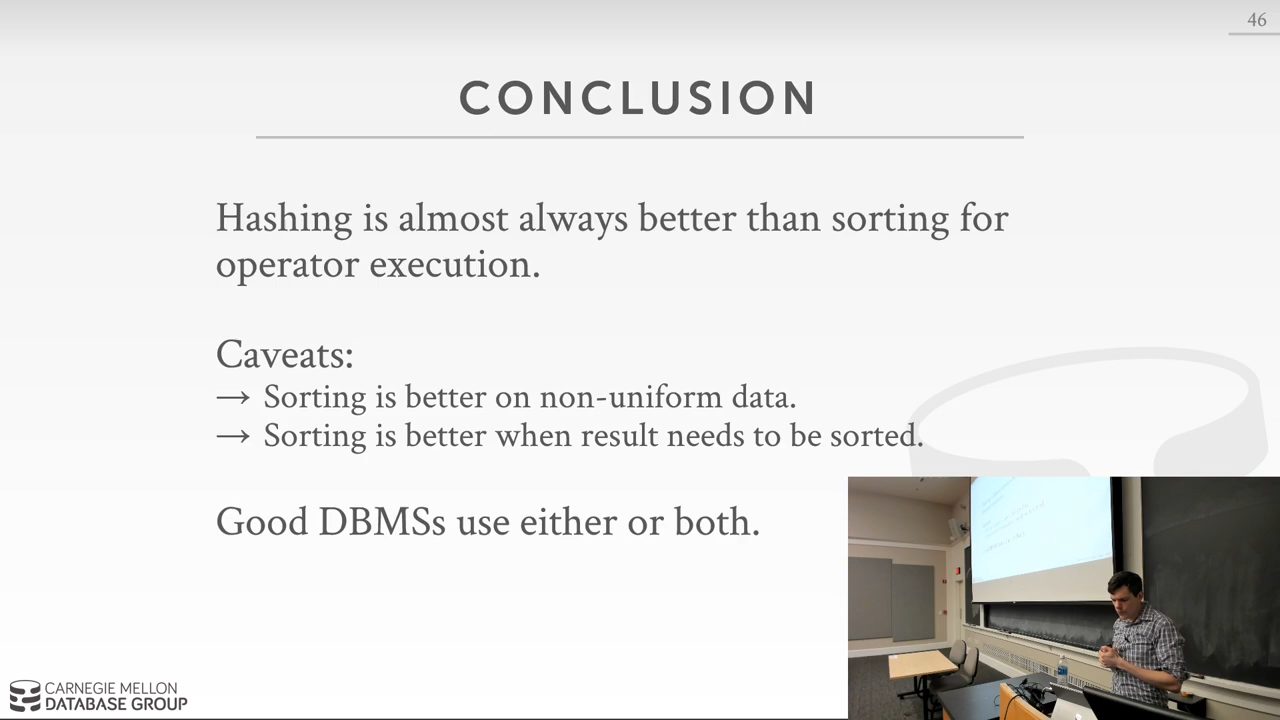 46
CONCLUSION
Hashing is almost always better than sorting for
operator execution.
Caveats:
→ Sorting is better on non-uniform data.
→ Sorting is better when result needs to be sorted.
Good DBMSs use either or both.
CARNEGIE MELLON
DATABASE GROUP